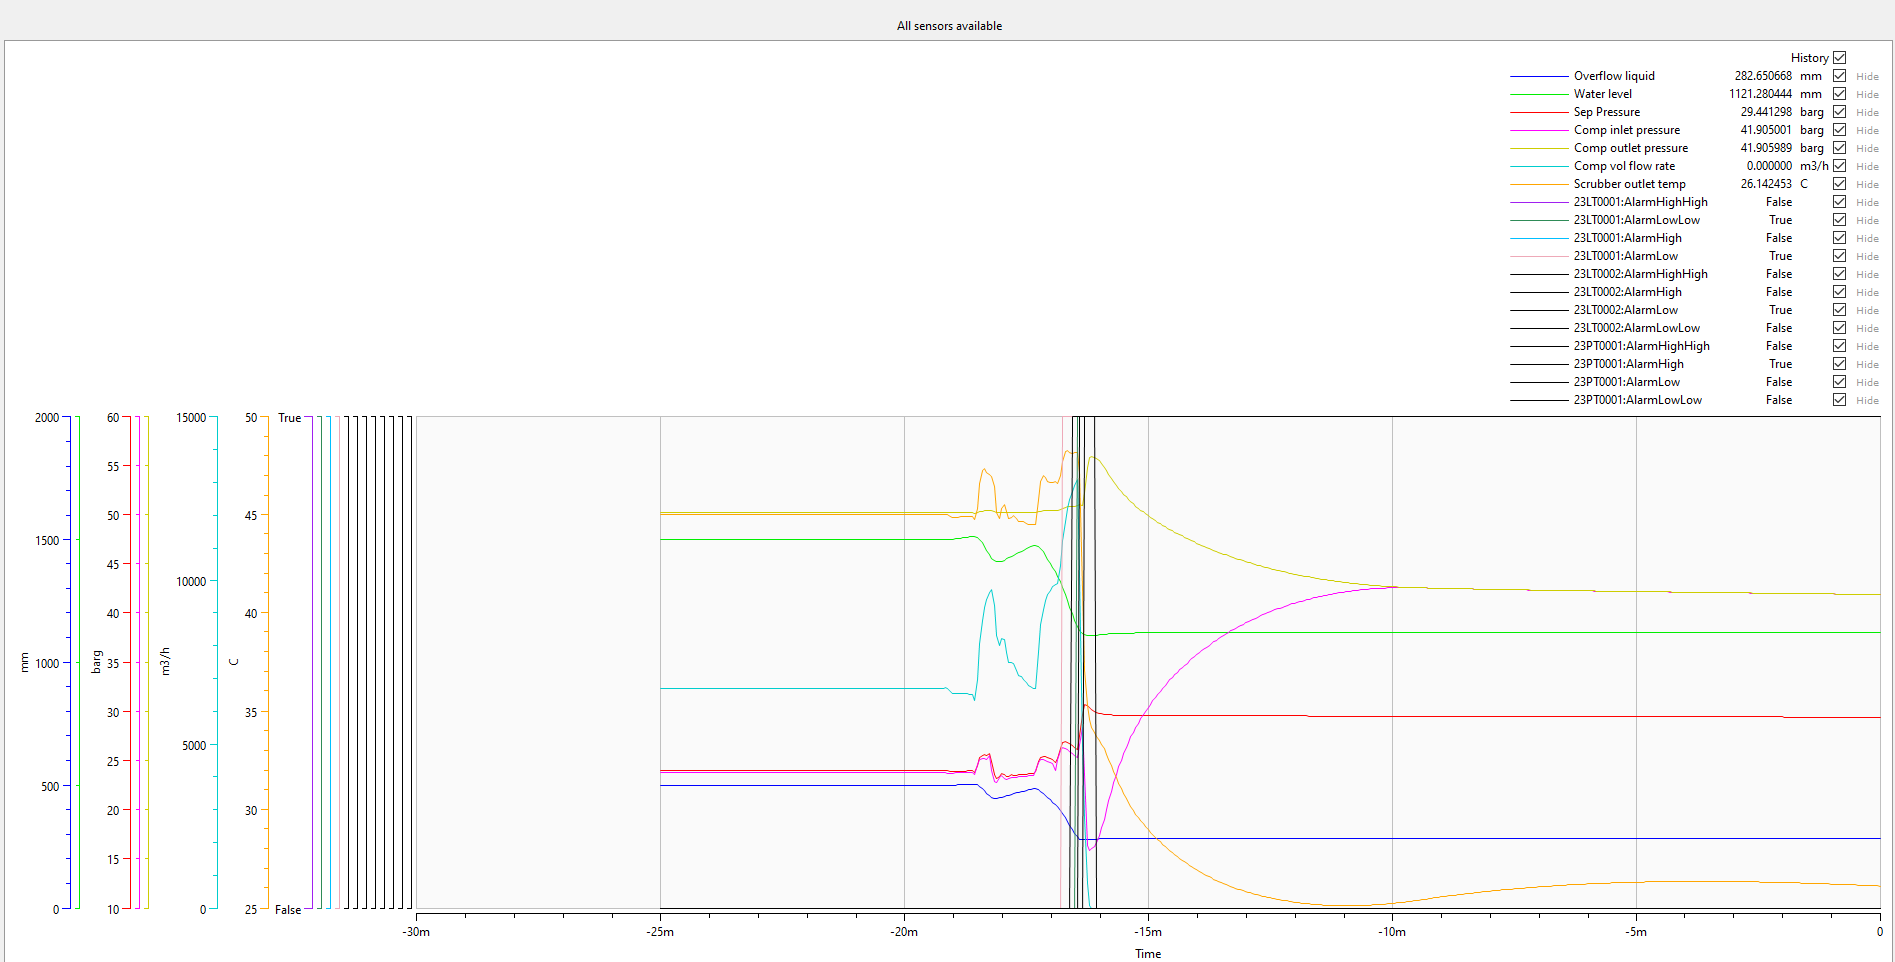 All sensors available
History
Overflow liquid 282.650668 mm Hide
Water level 1121.280444 mm Hide
Sep Pressure 29.441298 barg Hide
Comp inlet pressure 41.905001 barg Hide
Comp outlet pressure 41.905989 barg Hide
Comp vol flow rate 0.000000 m3/h Hide
Scrubber outlet temp 26.142453 C Hide
23LT0001:AlarmHighHigh False Hide
23LT0001:AlarmLowLow True Hide
23LT0001:AlarmHigh False Hide
23LT0001:AlarmLow True Hide
23LT0002:AlarmHighHigh False Hide
23LT0002:AlarmHigh False Hide
23LT0002:AlarmLow True Hide
23LT0002:AlarmLowLow False Hide
23PT0001:AlarmHighHigh False Hide
23PT0001:AlarmHigh True Hide
23PT0001:AlarmLow False Hide
23PT0001:AlarmLowLow False Hide
2000 60 15000 50 True
55
50 45
1500
45
10000
40 40
mm 1000 barg 35 m3/h C
30 35
5000
25
500
20 30
15
0 10 0 25 False
-30m -25m -20m -15m -10m -5m 0
Time